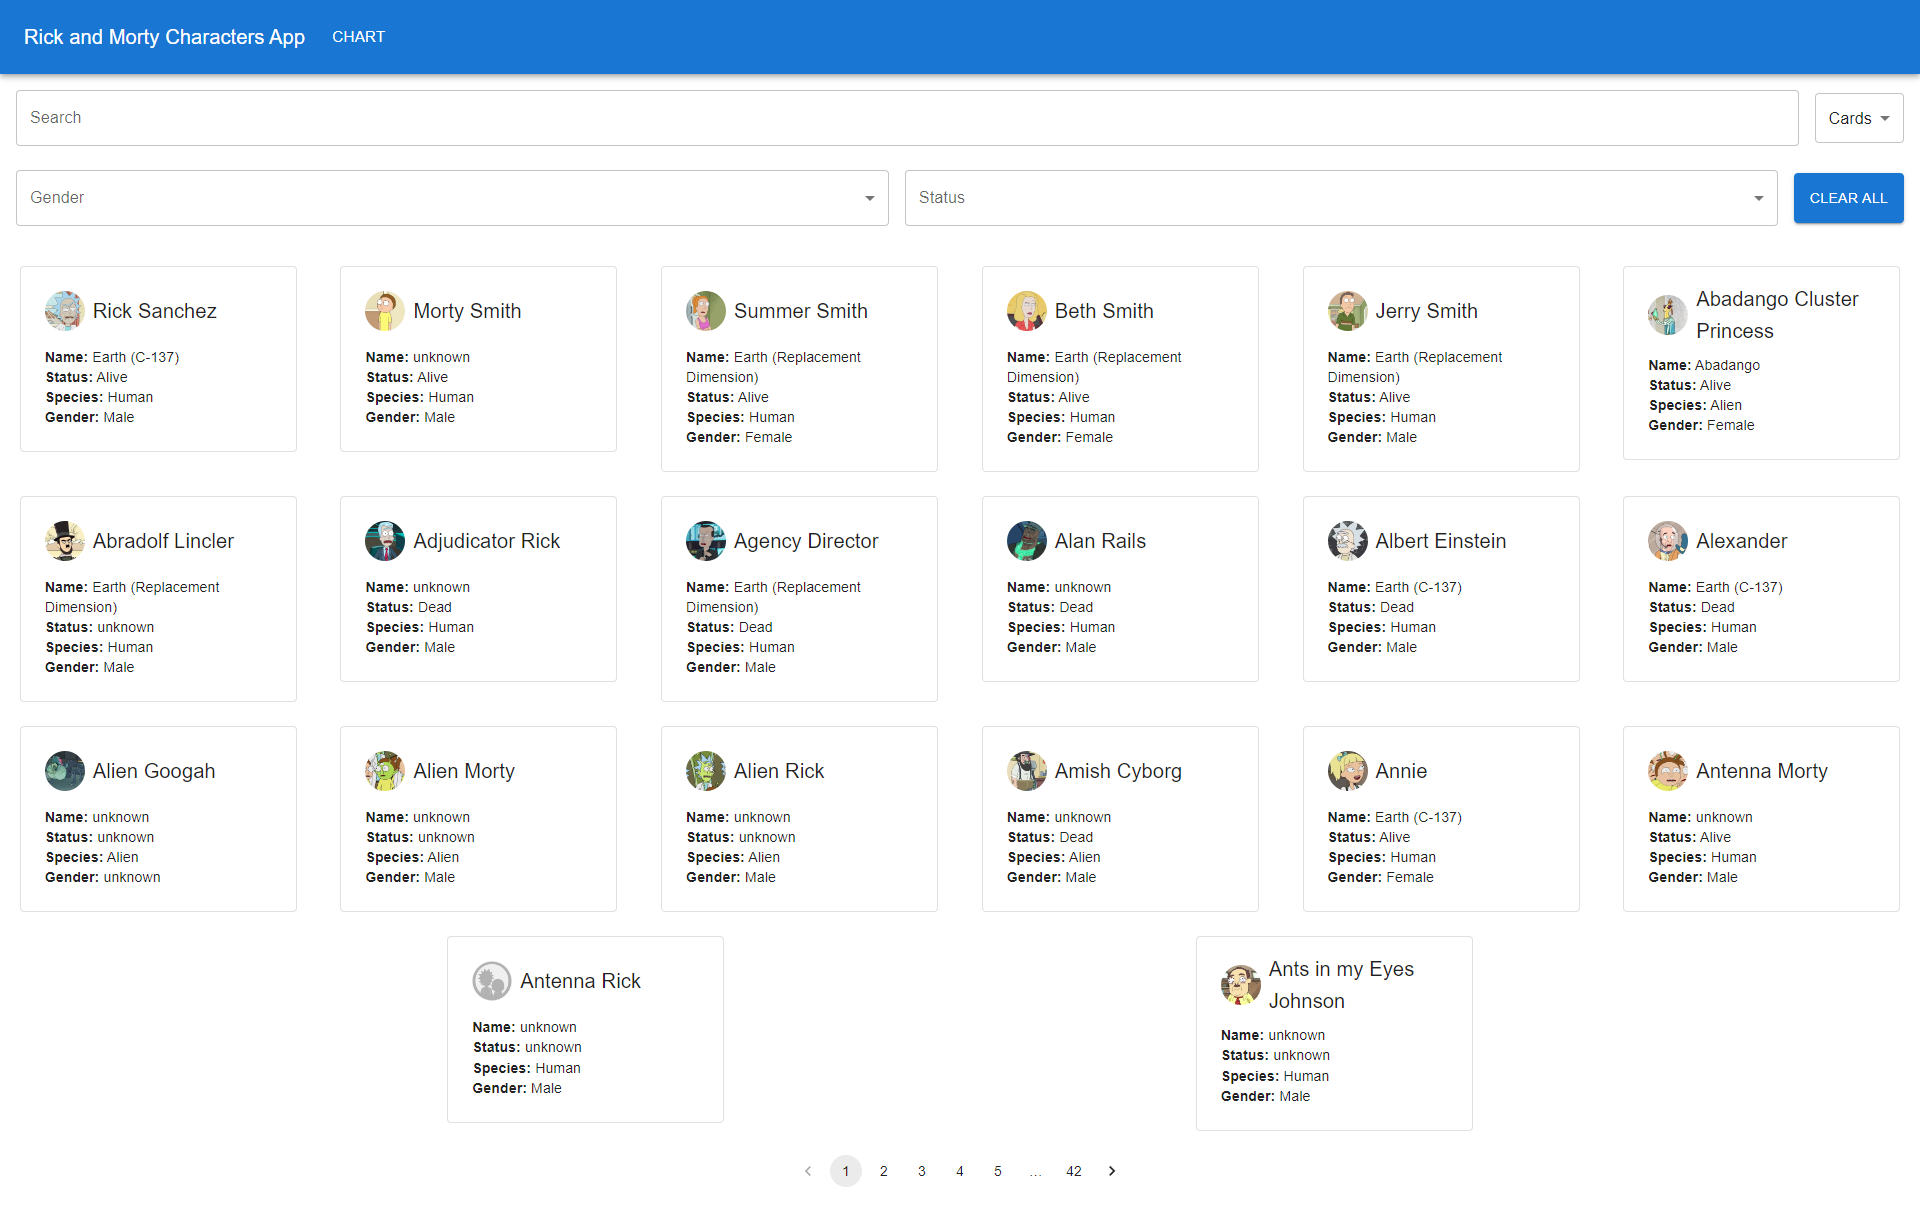 Rick and Morty Characters App CHART
Search
Cards
Gender
Status
CLEAR ALL
Rick Sanchez
Name: Earth (C-137)
Status: Alive
Species: Human
Gender: Male
Morty Smith
Name: unknown
Status: Alive
Species: Human
Gender: Male
Summer Smith
Name: Earth (Replacement
Dimension)
Status: Alive
Species: Human
Gender: Female
Beth Smith
Name: Earth (Replacement
Dimension)
Status: Alive
Species: Human
Gender: Female
Jerry Smith
Name: Earth (Replacement
Dimension)
Status: Alive
Species: Human
Gender: Male
Abadango Cluster
Princess
Name: Abadango
Status: Alive
Species: Alien
Gender: Female
Abradolf Lincler
Name: Earth (Replacement
Dimension)
Status: unknown
Species: Human
Gender: Male
Adjudicator Rick
Name: unknown
Status: Dead
Species: Human
Gender: Male
Agency Director
Name: Earth (Replacement
Dimension)
Status: Dead
Species: Human
Gender: Male
Alan Rails
Name: unknown
Status: Dead
Species: Human
Gender: Male
Albert Einstein
Name: Earth (C-137)
Status: Dead
Species: Human
Gender: Male
Alexander
Name: Earth (C-137)
Status: Dead
Species: Human
Gender: Male
Alien Googah
Name: unknown
Status: unknown
Species: Alien
Gender: unknown
Alien Morty
Name: unknown
Status: unknown
Species: Alien
Gender: Male
Alien Rick
Name: unknown
Status: unknown
Species: Alien
Gender: Male
Amish Cyborg
Name: unknown
Status: Dead
Species: Alien
Gender: Male
Annie
Name: Earth (C-137)
Status: Alive
Species: Human
Gender: Female
Antenna Morty
Name: unknown
Status: Alive
Species: Human
Gender: Male
Antenna Rick
Name: unknown
Status: unknown
Species: Human
Gender: Male
Ants in my Eyes
Johnson
Name: unknown
Status: unknown
Species: Human
Gender: Male
1 2 3 4 5 … 42